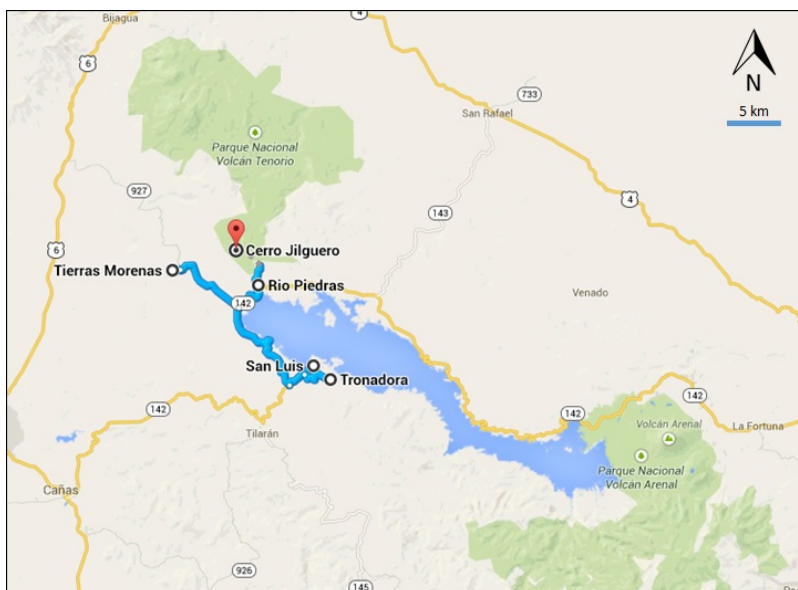 Bijagua
4
6
N
5 km
733
San Rafael
Parque Nacional
Volcán Tenorio
927
143
4
6
Cerro Jilguero
Tierras Morenas
Rio Piedras
142
Venado
San Luis
Tronadora
142
142
142
Volcán Arenal
La Fortuna
Tilarán
Parque Nacional
Volcán Arenal
Cañas
926
145